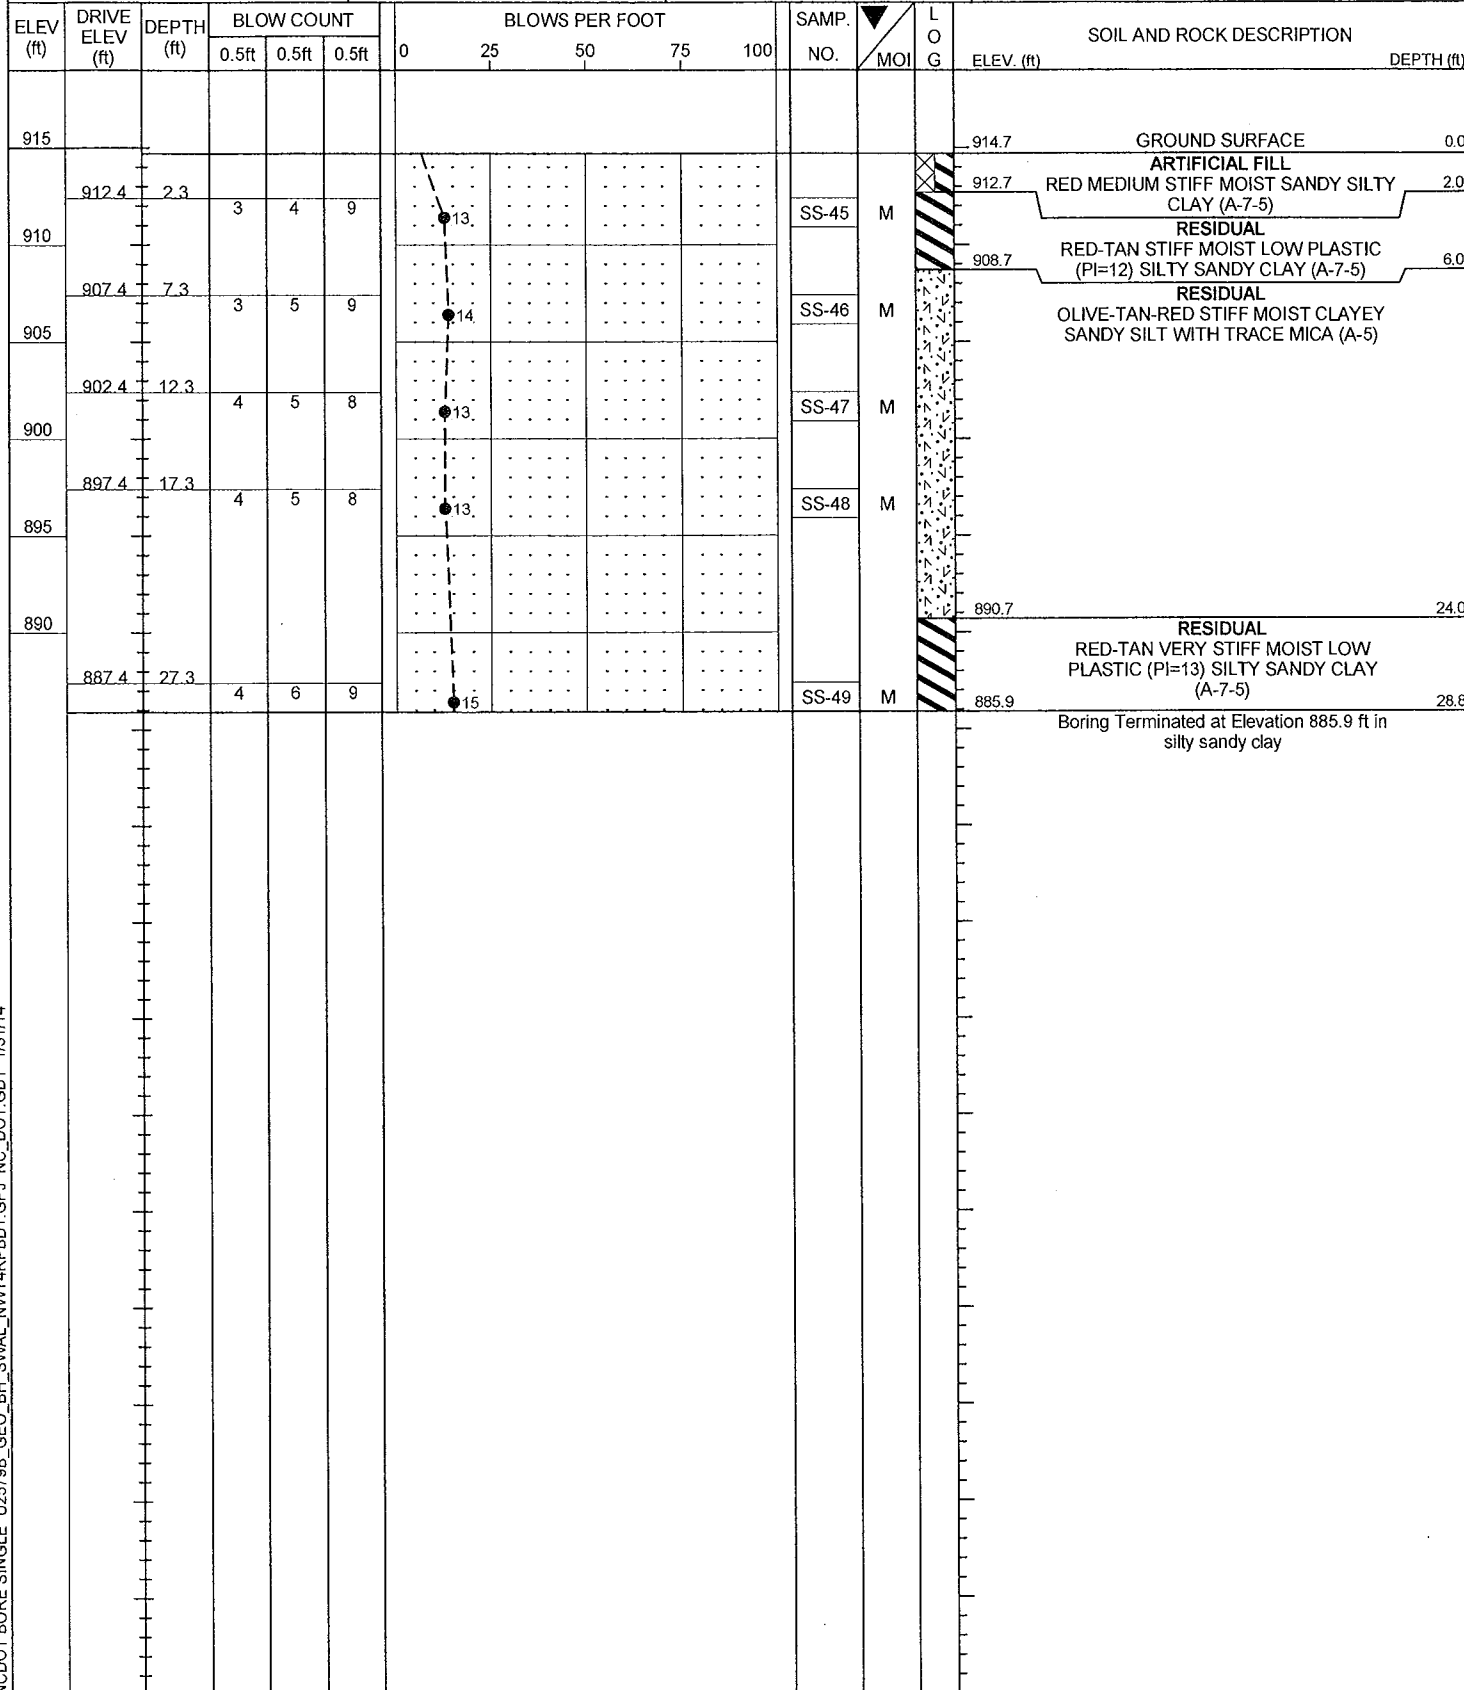 ELEV (ft)
DRIVE ELEV (ft)
DEPTH (ft)
BLOW COUNT
0.5ft 0.5ft 0.5ft
BLOWS PER FOOT
0 25 50 75 100
SAMP. NO.
MOI
L O G
SOIL AND ROCK DESCRIPTION
ELEV. (ft) DEPTH (ft)
915
914.7 GROUND SURFACE 0.0
ARTIFICIAL FILL
912.7 RED MEDIUM STIFF MOIST SANDY SILTY 2.0
CLAY (A-7-5)
912.4 2.3
3 4 9 13 SS-45 M
RESIDUAL
910
RED-TAN STIFF MOIST LOW PLASTIC
908.7 (PI=12) SILTY SANDY CLAY (A-7-5) 6.0
907.4 7.3
3 5 9 14 SS-46 M
RESIDUAL
OLIVE-TAN-RED STIFF MOIST CLAYEY
905
SANDY SILT WITH TRACE MICA (A-5)
902.4 12.3
4 5 8 13 SS-47 M
900
897.4 17.3
4 5 8 13 SS-48 M
895
890.7 24.0
890
RESIDUAL
RED-TAN VERY STIFF MOIST LOW
PLASTIC (PI=13) SILTY SANDY CLAY
(A-7-5)
887.4 27.3
4 6 9 15 SS-49 M
885.9 28.8
Boring Terminated at Elevation 885.9 ft in
silty sandy clay